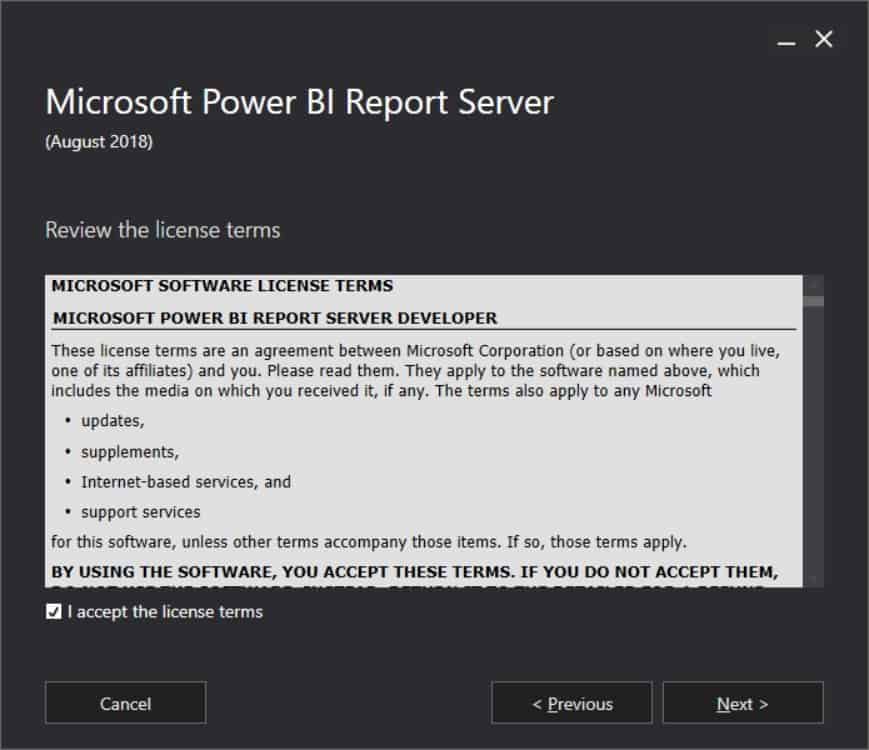 Microsoft Power BI Report Server
(August 2018)
Review the license terms
MICROSOFT SOFTWARE LICENSE TERMS
MICROSOFT POWER BI REPORT SERVER DEVELOPER
These license terms are an agreement between Microsoft Corporation (or based on where you live,
one of its affiliates) and you. Please read them. They apply to the software named above, which
includes the media on which you received it, if any. The terms also apply to any Microsoft
• updates,
• supplements,
• Internet-based services, and
• support services
for this software, unless other terms accompany those items. If so, those terms apply.
BY USING THE SOFTWARE, YOU ACCEPT THESE TERMS. IF YOU DO NOT ACCEPT THEM,
I accept the license terms
Cancel
< Previous
Next >